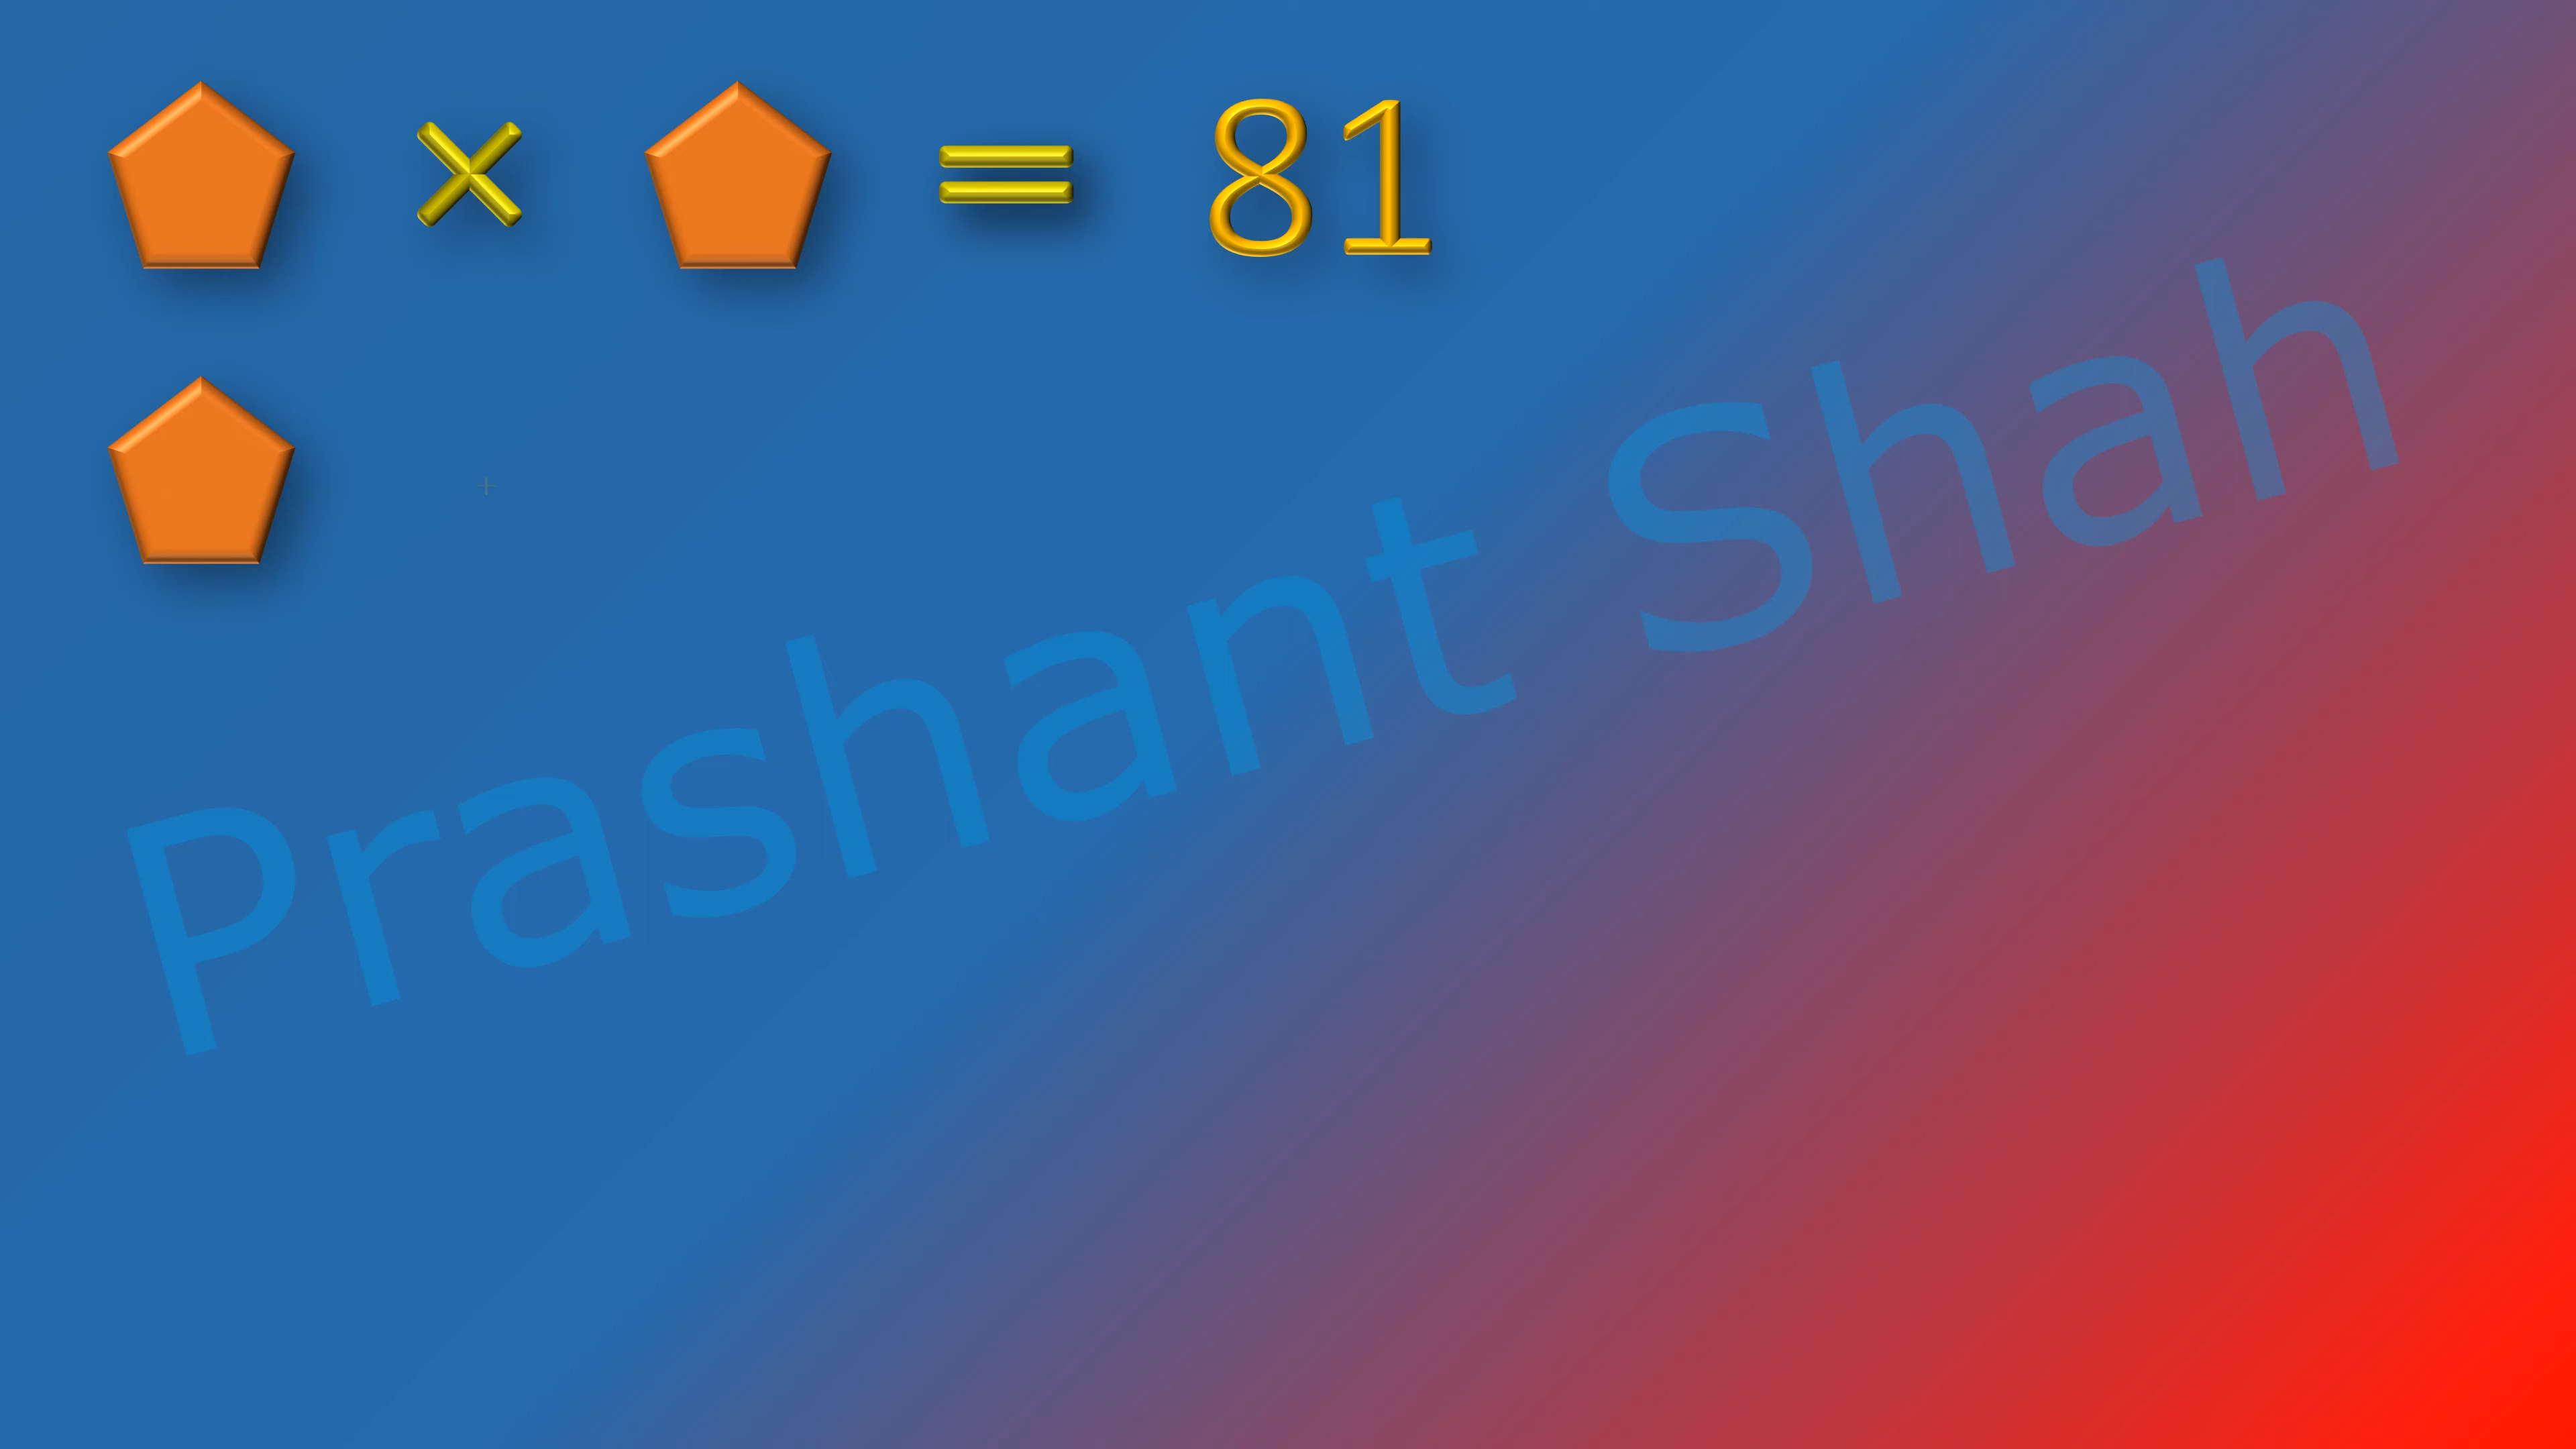 ⬟ × ⬟ = 81
⬟ +
Prashant Shah